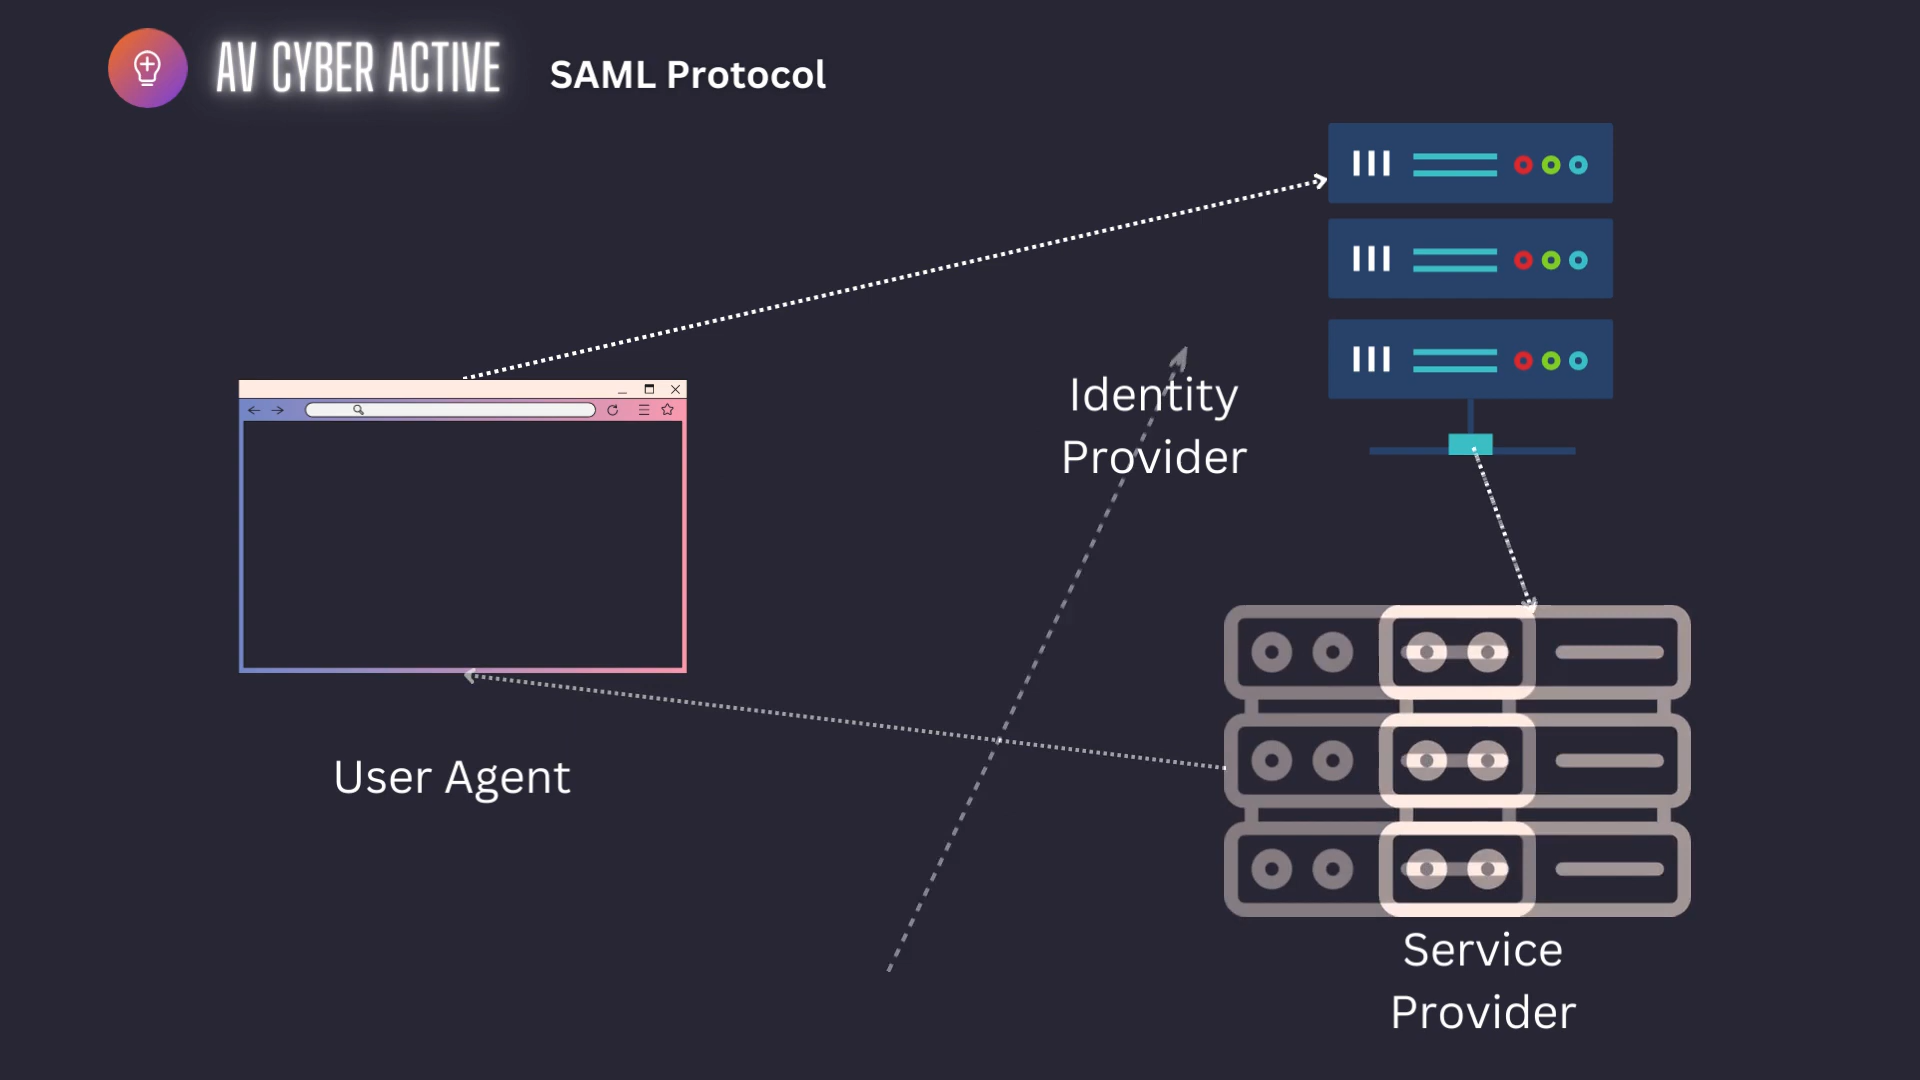 AV CYBER ACTIVE
SAML Protocol
Identity
Provider
User Agent
Service
Provider